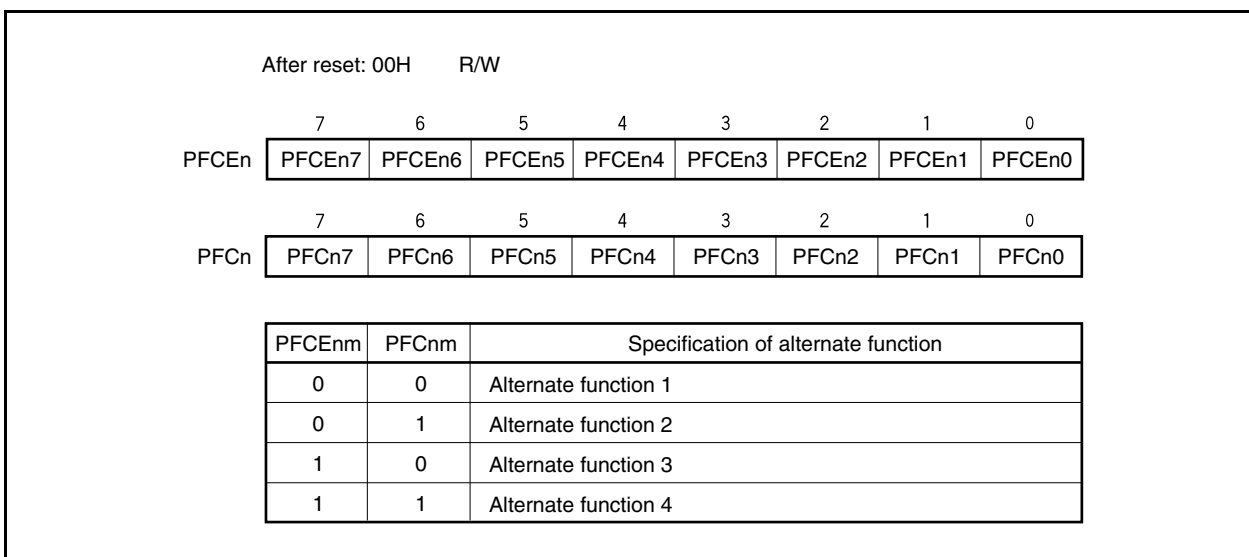 After reset: 00H R/W
7 6 5 4 3 2 1 0
PFCEn PFCEn7 PFCEn6 PFCEn5 PFCEn4 PFCEn3 PFCEn2 PFCEn1 PFCEn0
7 6 5 4 3 2 1 0
PFCn PFCn7 PFCn6 PFCn5 PFCn4 PFCn3 PFCn2 PFCn1 PFCn0
PFCEnm PFCnm Specification of alternate function
0 0 Alternate function 1
0 1 Alternate function 2
1 0 Alternate function 3
1 1 Alternate function 4